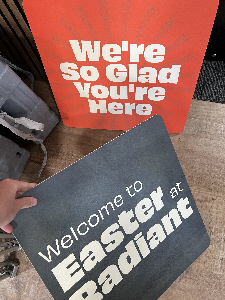 We're
So Glad
You're
Here
Welcome to
Easter at
Radiant